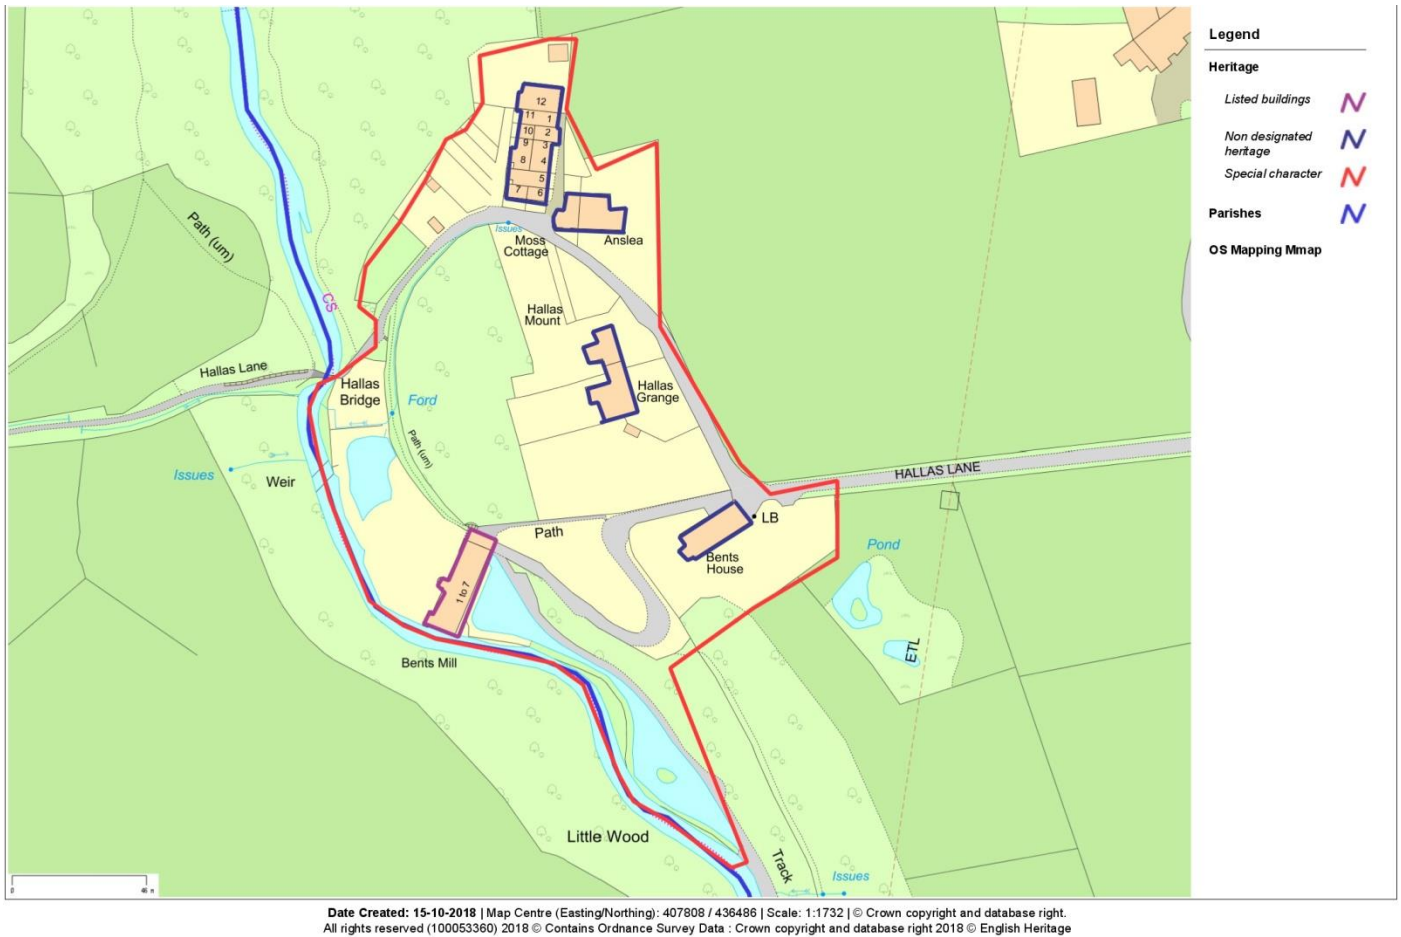 Legend
Heritage
Listed buildings
Non designated
heritage
Special character
Parishes
OS Mapping Mmap
12
11 1
10 2
9 3
8 4
5
7 6
Issues
Moss
Cottage
Anslea
Path (um)
CS
Hallas
Mount
Hallas Lane
Hallas
Bridge
Ford
Hallas
Grange
Path (um)
Issues
Weir
HALLAS LANE
LB
Path
Bents
House
Pond
1 to 7
ETL
Bents Mill
Little Wood
Track
Issues
0
Date Created: 15-10-2018 | Map Centre (Easting/Northing): 407808 / 436486 | Scale: 1:1732 | © Crown copyright and database right.
All rights reserved (100053360) 2018 © Contains Ordnance Survey Data : Crown copyright and database right 2018 © English Heritage